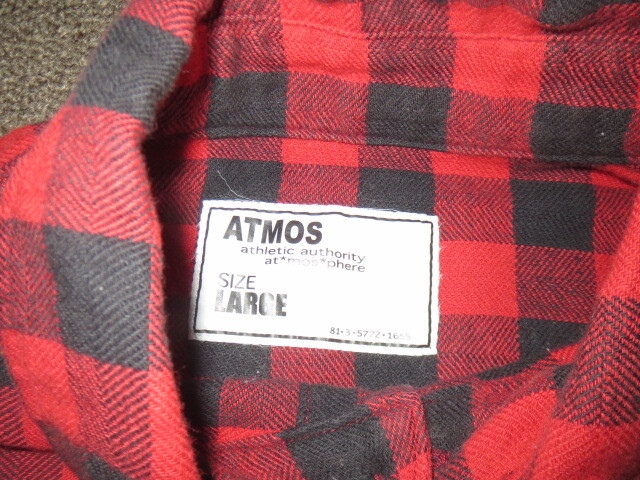 ATMOS
athletic authority
at*mos*phere
SIZE
LARGE
81-3-5772-1655